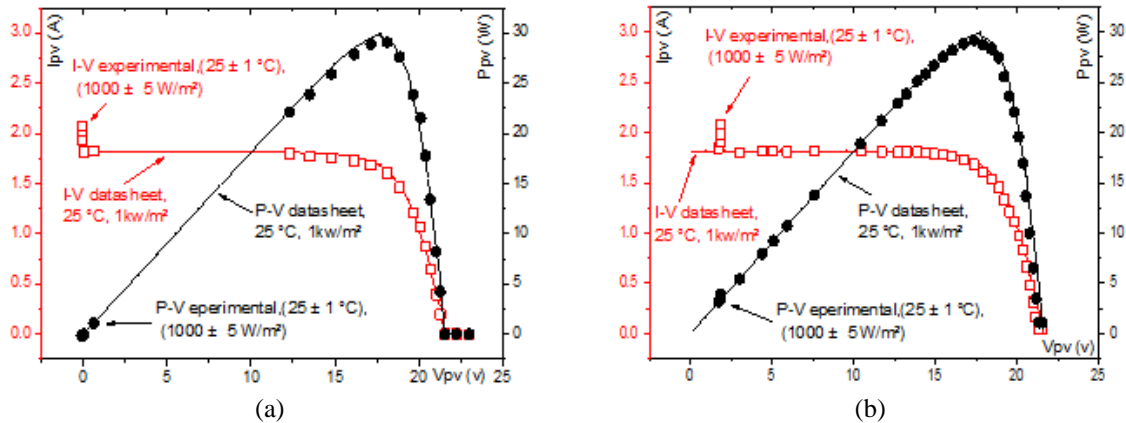 Ipv (A)
Ppv (W)
3.0
2.5
2.0
1.5
1.0
0.5
0.0
30
25
20
15
10
5
0
I-V experimental,(25 ± 1 °C),
(1000 ± 5 W/m²)
I-V datasheet,
25 °C, 1kw/m²
P-V datasheet,
25 °C, 1kw/m²
P-V eperimental,(25 ± 1 °C),
(1000 ± 5W/m²)
0 5 10 15 20 25
Vpv (v)
(a)
Ipv (A)
Ppv (W)
3.0
2.5
2.0
1.5
1.0
0.5
0.0
30
25
20
15
10
5
0
I-V experimental,(25 ± 1 °C),
(1000 ± 5 W/m²)
I-V datasheet,
25 °C, 1kw/m²
P-V datasheet,
25 °C, 1kw/m²
P-V experimental,(25 ± 1 °C),
(1000 ± 5W/m²)
Vpv (v)
0 5 10 15 20 25
(b)